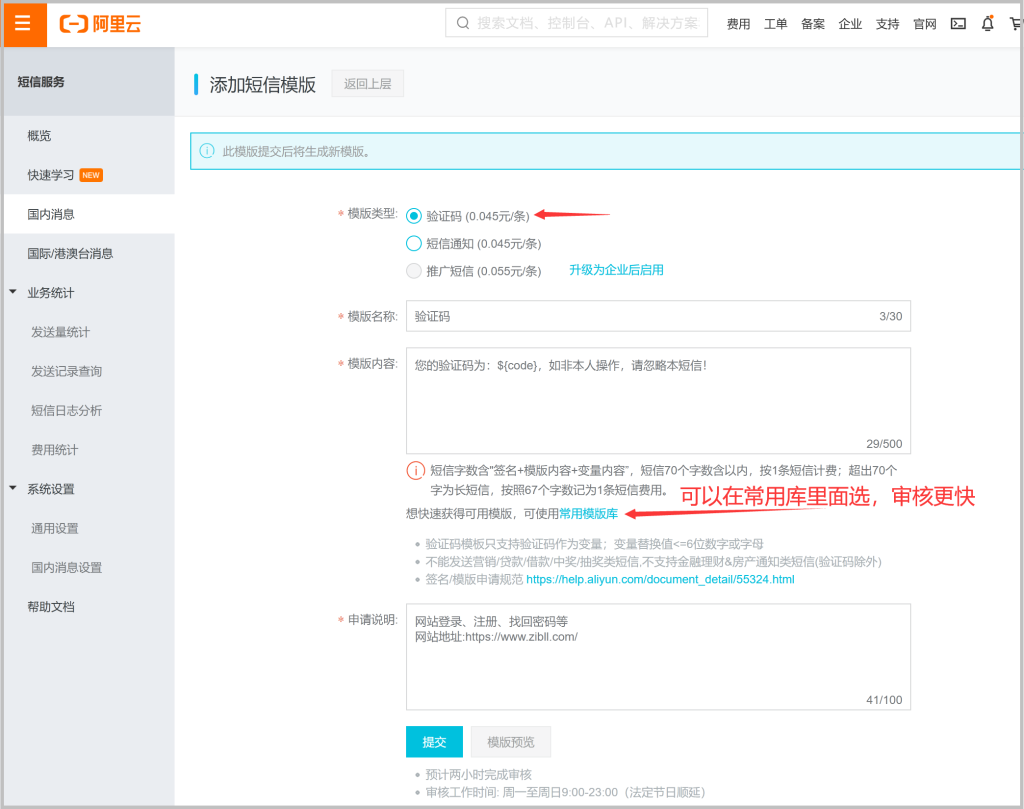 阿里云
搜索文档、控制台、API、解决方案
费用 工单 备案 企业 支持 官网
短信服务
添加短信模版 返回上层
概览
快速学习 NEW
国内消息
国际/港澳台消息
业务统计
发送量统计
发送记录查询
短信日志分析
费用统计
系统设置
通用设置
国内消息设置
帮助文档
此模版提交后将生成新模版。
* 模版类型: 验证码 (0.045元/条)
短信通知 (0.045元/条)
推广短信 (0.055元/条) 升级为企业后启用
* 模版名称: 验证码 3/30
* 模版内容: 您的验证码为：${code}，如非本人操作，请忽略本短信！
29/500
短信字数含"签名+模版内容+变量内容"，短信70个字数含以内，按1条短信计费；超出70个
字为长短信，按照67个字数记为1条短信费用。
可以在常用库里面选，审核更快
想快速获得可用模版，可使用常用模版库
• 验证码模板只支持验证码作为变量；变量替换值<=6位数字或字母
• 不能发送营销/贷款/借款/中奖/抽奖类短信,不支持金融理财&房产通知类短信(验证码除外)
• 签名/模版申请规范 https://help.aliyun.com/document_detail/55324.html
* 申请说明: 网站登录、注册、找回密码等
网站地址:https://www.zibll.com/
41/100
提交 模版预览
• 预计两小时完成审核
• 审核工作时间: 周一至周日9:00-23:00（法定节日顺延）